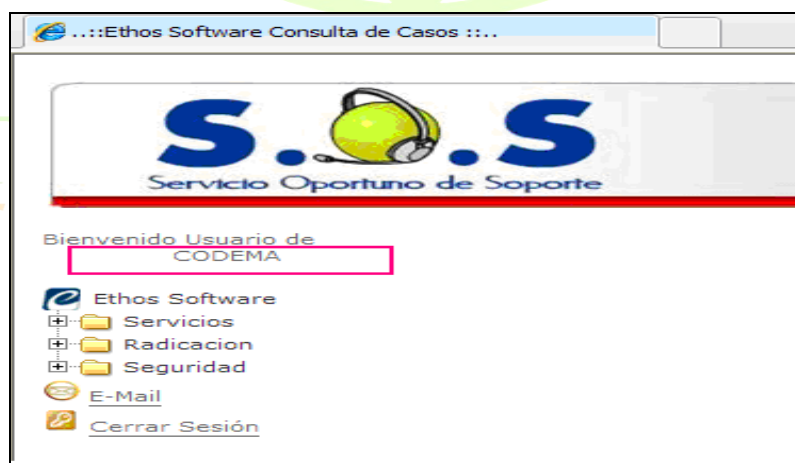 ..::Ethos Software Consulta de Casos ::..
S.O.S
Servicio Oportuno de Soporte
Bienvenido Usuario de
CODEMA
Ethos Software
Servicios
Radicacion
Seguridad
E-Mail
Cerrar Sesión